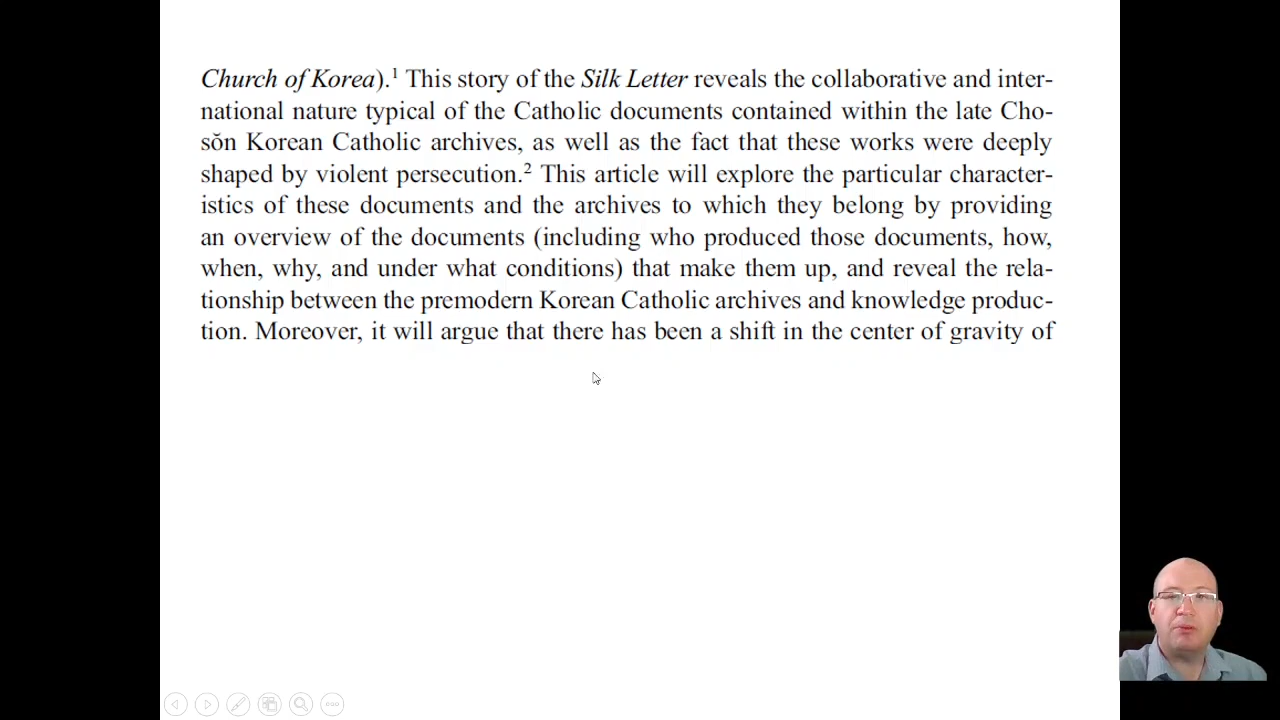 Church of Korea).¹ This story of the Silk Letter reveals the collaborative and inter-
national nature typical of the Catholic documents contained within the late Cho-
sŏn Korean Catholic archives, as well as the fact that these works were deeply
shaped by violent persecution.² This article will explore the particular character-
istics of these documents and the archives to which they belong by providing
an overview of the documents (including who produced those documents, how,
when, why, and under what conditions) that make them up, and reveal the rela-
tionship between the premodern Korean Catholic archives and knowledge produc-
tion. Moreover, it will argue that there has been a shift in the center of gravity of